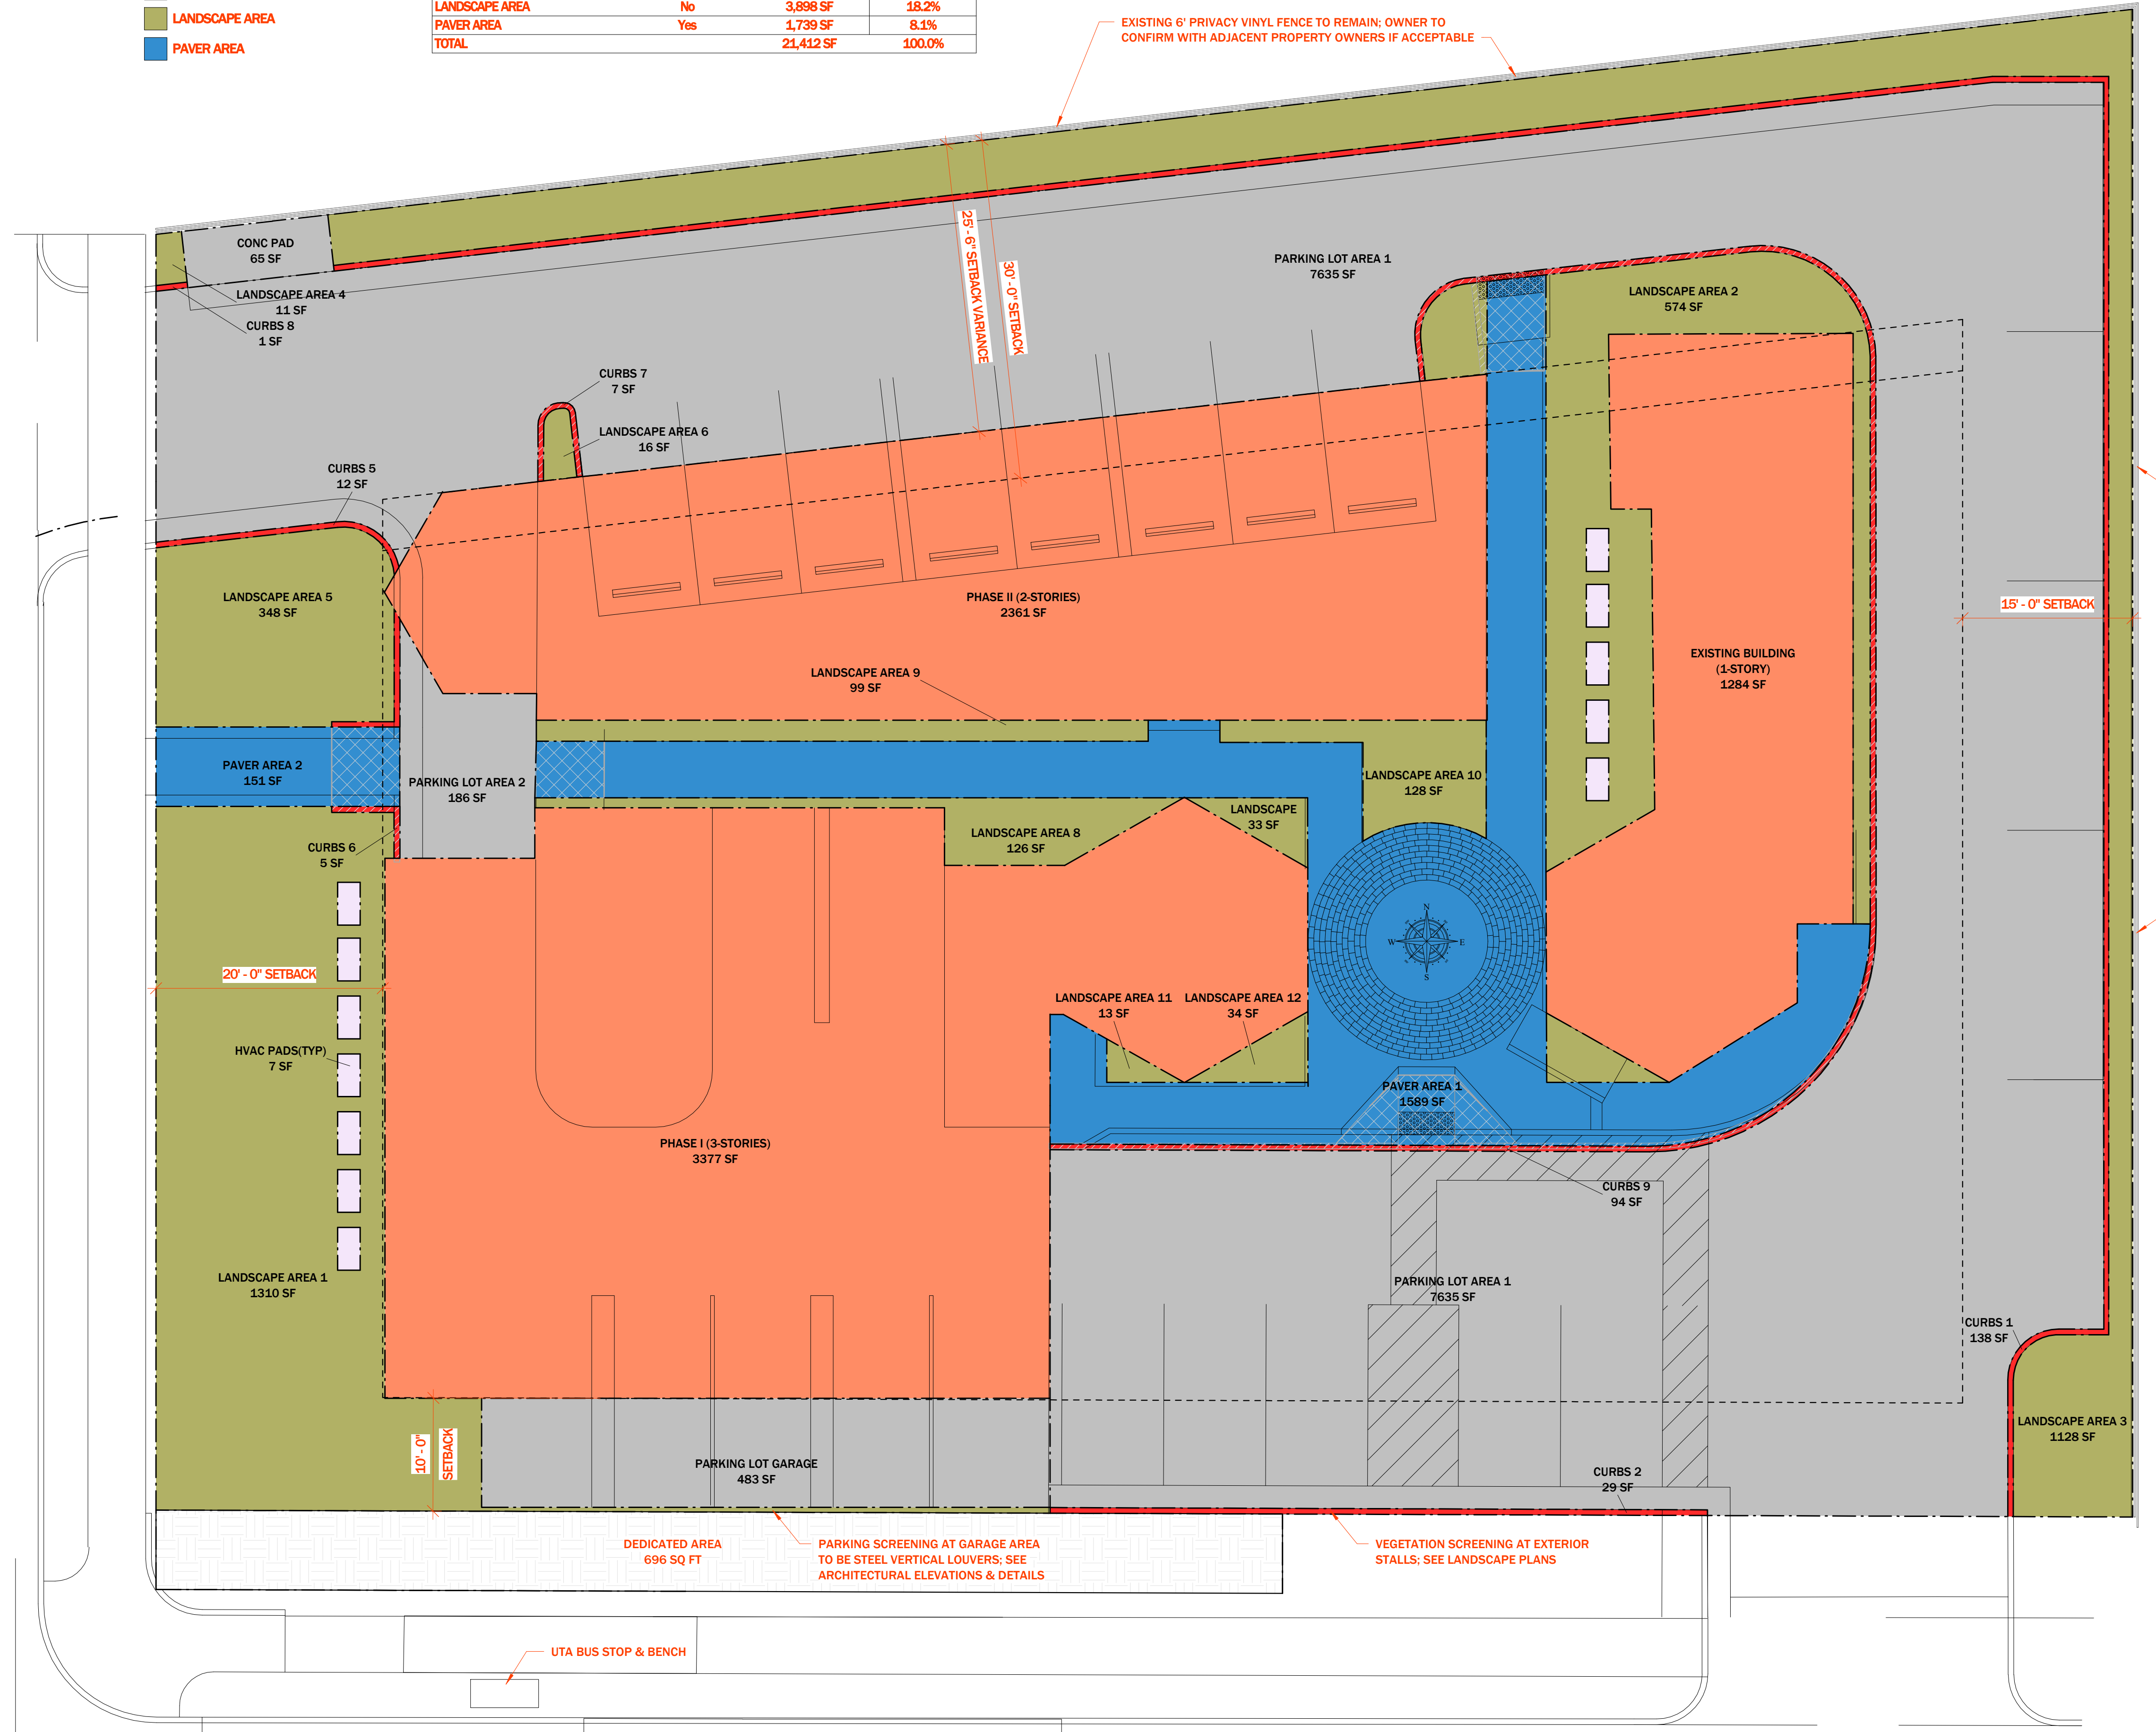 LANDSCAPE AREA No 3,898 SF 18.2%
LANDSCAPE AREA
PAVER AREA Yes 1,739 SF 8.1%
PAVER AREA
TOTAL 21,412 SF 100.0%
EXISTING 6' PRIVACY VINYL FENCE TO REMAIN; OWNER TO
CONFIRM WITH ADJACENT PROPERTY OWNERS IF ACCEPTABLE
CONC PAD
65 SF
LANDSCAPE AREA 4
11 SF
CURBS 8
1 SF
25' - 6" SETBACK VARIANCE
30' - 0" SETBACK
PARKING LOT AREA 1
7635 SF
LANDSCAPE AREA 2
574 SF
CURBS 7
7 SF
LANDSCAPE AREA 6
16 SF
CURBS 5
12 SF
LANDSCAPE AREA 5
348 SF
PHASE II (2-STORIES)
2361 SF
15' - 0" SETBACK
EXISTING BUILDING
(1-STORY)
1284 SF
LANDSCAPE AREA 9
99 SF
PAVER AREA 2
151 SF
PARKING LOT AREA 2
186 SF
LANDSCAPE AREA 10
128 SF
LANDSCAPE
33 SF
LANDSCAPE AREA 8
126 SF
CURBS 6
5 SF
N
W E
S
20' - 0" SETBACK
LANDSCAPE AREA 11
13 SF
LANDSCAPE AREA 12
34 SF
HVAC PADS(TYP)
7 SF
PAVER AREA 1
1589 SF
PHASE I (3-STORIES)
3377 SF
CURBS 9
94 SF
LANDSCAPE AREA 1
1310 SF
PARKING LOT AREA 1
7635 SF
CURBS 1
138 SF
LANDSCAPE AREA 3
1128 SF
10' - 0"
SETBACK
PARKING LOT GARAGE
483 SF
CURBS 2
29 SF
DEDICATED AREA
696 SQ FT
PARKING SCREENING AT GARAGE AREA
TO BE STEEL VERTICAL LOUVERS; SEE
ARCHITECTURAL ELEVATIONS & DETAILS
VEGETATION SCREENING AT EXTERIOR
STALLS; SEE LANDSCAPE PLANS
UTA BUS STOP & BENCH